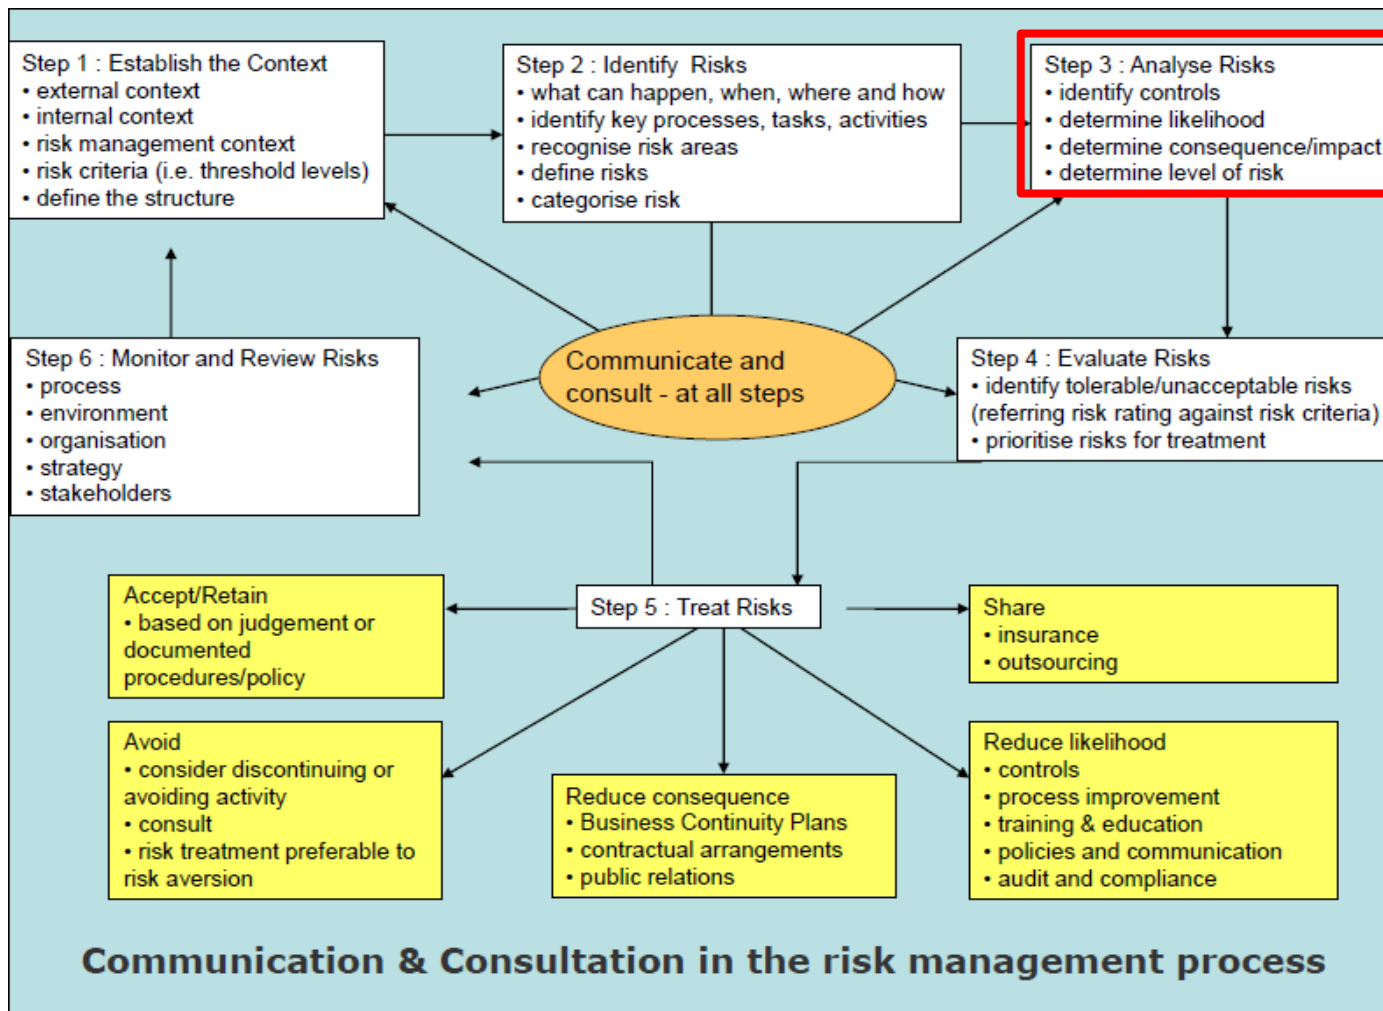 Step 1 : Establish the Context
• external context
• internal context
• risk management context
• risk criteria (i.e. threshold levels)
• define the structure
Step 2 : Identify  Risks
• what can happen, when, where and how
• identify key processes, tasks, activities
• recognise risk areas
• define risks
• categorise risk
Step 3 : Analyse Risks
• identify controls
• determine likelihood
• determine consequence/impact
• determine level of risk
Communicate and
consult - at all steps
Step 6 : Monitor and Review Risks
• process
• environment
• organisation
• strategy
• stakeholders
Step 4 : Evaluate Risks
• identify tolerable/unacceptable risks
(referring risk rating against risk criteria)
• prioritise risks for treatment
Step 5 : Treat Risks
Accept/Retain
• based on judgement or
documented
procedures/policy
Share
• insurance
• outsourcing
Avoid
• consider discontinuing or
avoiding activity
• consult
• risk treatment preferable to
risk aversion
Reduce consequence
• Business Continuity Plans
• contractual arrangements
• public relations
Reduce likelihood
• controls
• process improvement
• training & education
• policies and communication
• audit and compliance
Communication & Consultation in the risk management process